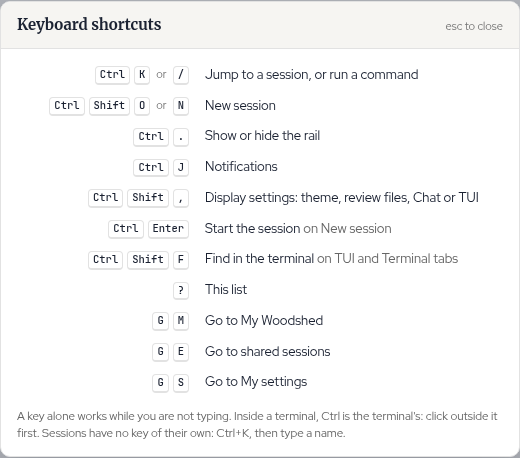 Keyboard shortcuts esc to close
Ctrl K or / Jump to a session, or run a command
Ctrl Shift O or N New session
Ctrl . Show or hide the rail
Ctrl J Notifications
Ctrl Shift , Display settings: theme, review files, Chat or TUI
Ctrl Enter Start the session on New session
Ctrl Shift F Find in the terminal on TUI and Terminal tabs
? This list
G M Go to My Woodshed
G E Go to shared sessions
G S Go to My settings
A key alone works while you are not typing. Inside a terminal, Ctrl is the terminal's: click outside it
first. Sessions have no key of their own: Ctrl+K, then type a name.